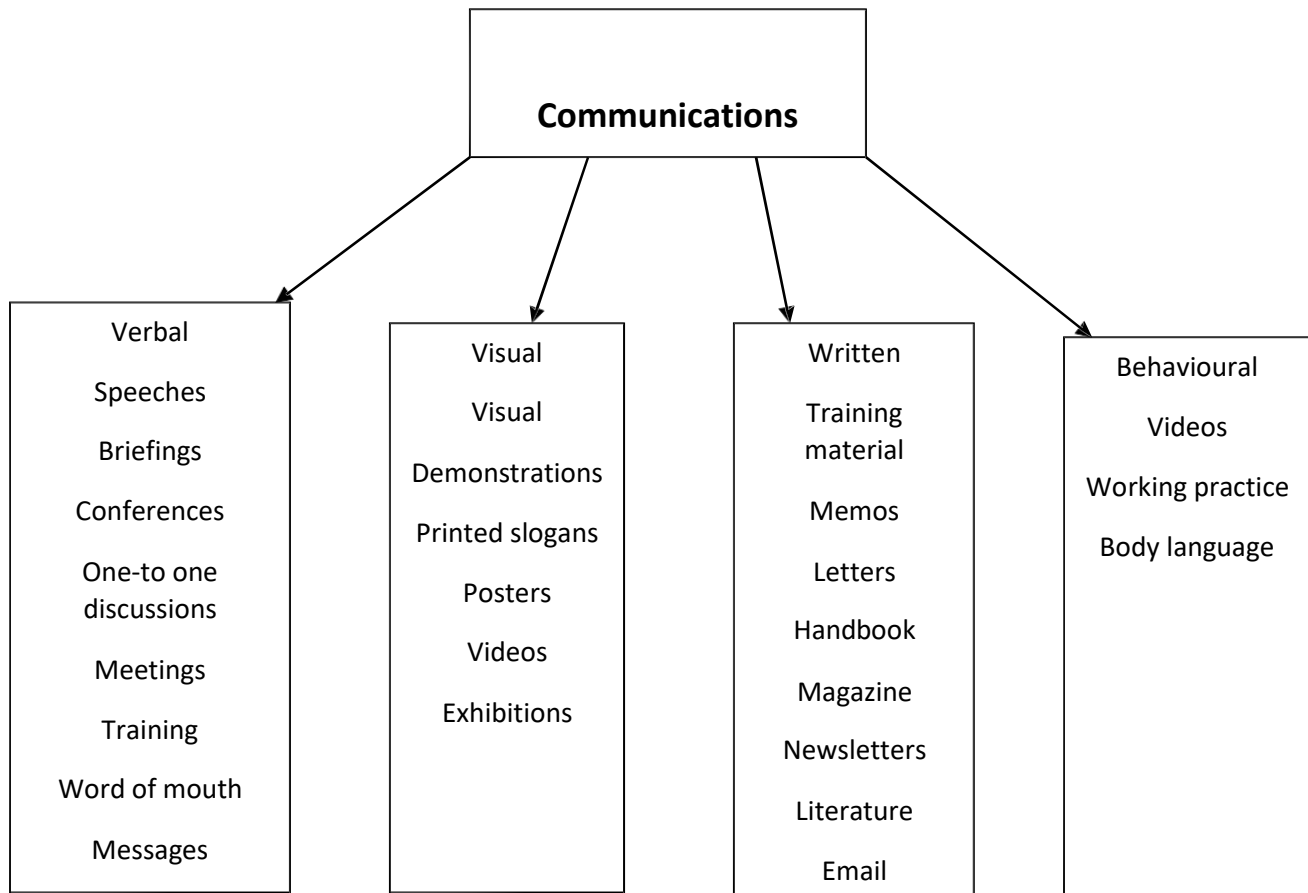 Communications
Verbal
Speeches
Briefings
Conferences
One-to one
discussions
Meetings
Training
Word of mouth
Messages
Visual
Visual
Demonstrations
Printed slogans
Posters
Videos
Exhibitions
Written
Training
material
Memos
Letters
Handbook
Magazine
Newsletters
Literature
Email
Behavioural
Videos
Working practice
Body language